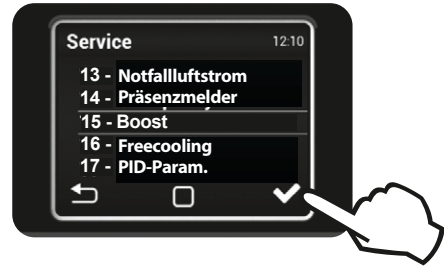 Service 12:10
13 - Notfallluftstrom
14 - Präsenzmelder
15 - Boost
16 - Freecooling
17 - PID-Param.